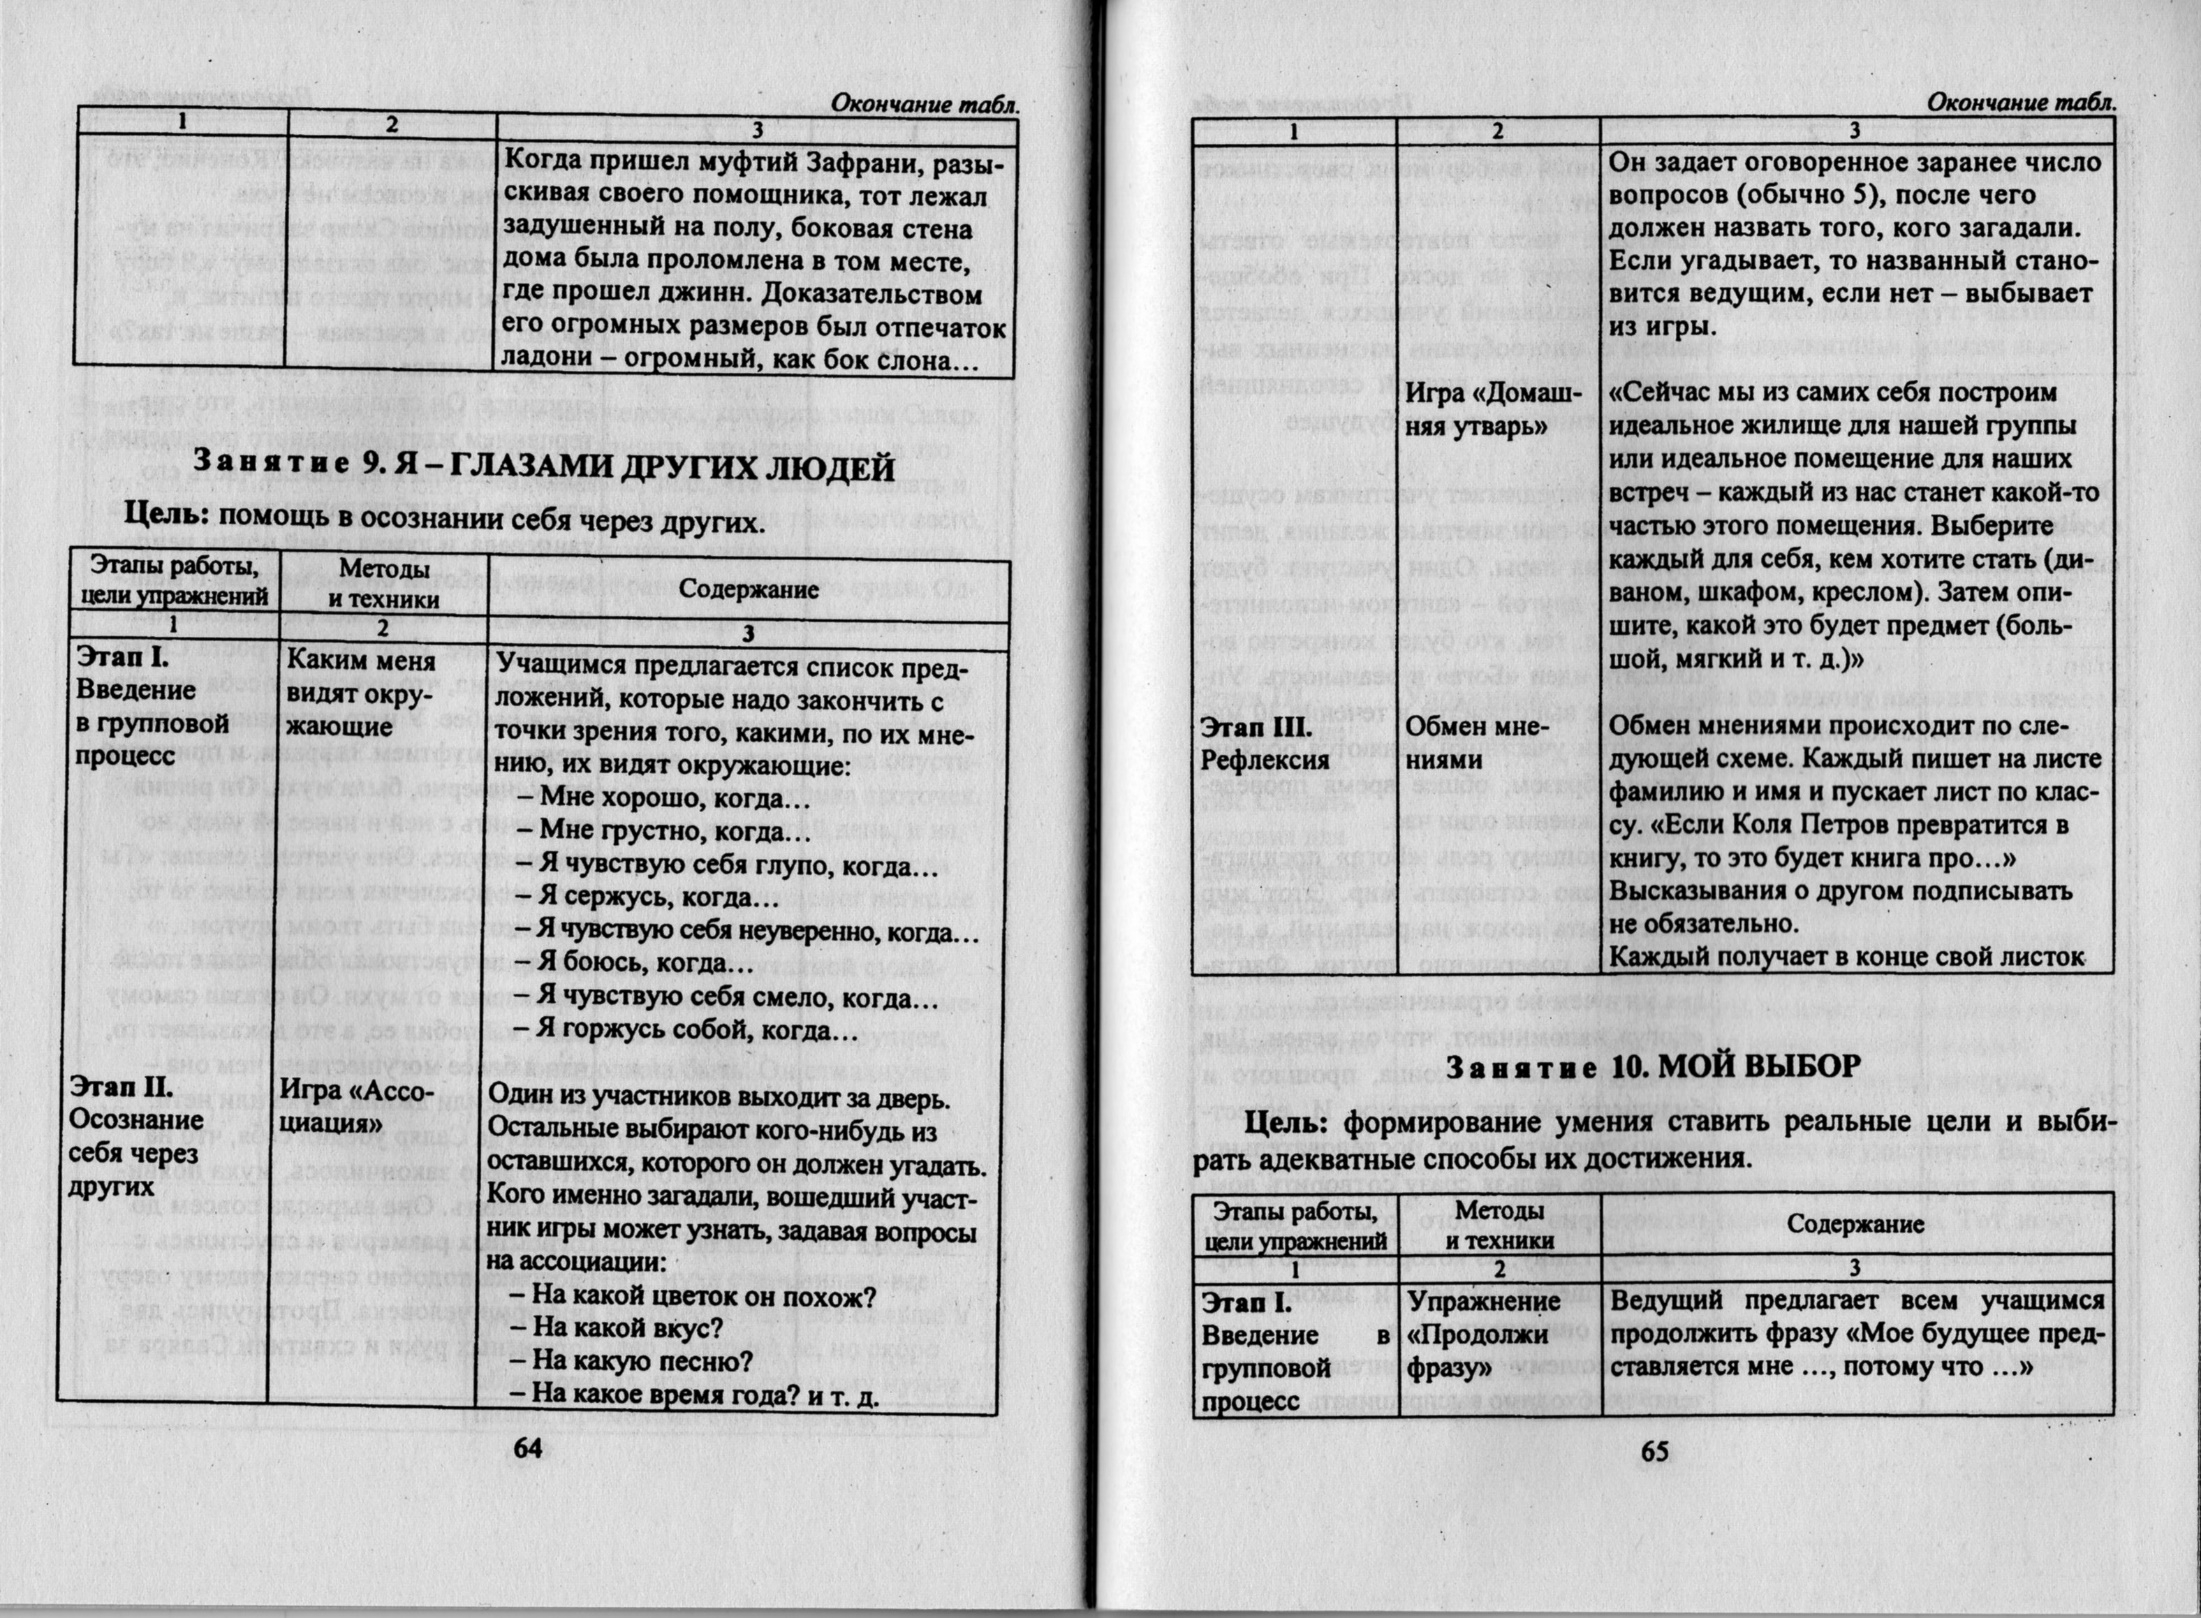 Окончание табл.
1 2 3
Когда пришел муфтий Зафрани, разы-
скивая своего помощника, тот лежал
задушенный на полу, боковая стена
дома была проломлена в том месте,
где прошел джинн. Доказательством
его огромных размеров был отпечаток
ладони – огромный, как бок слона...
Занятие 9. Я – ГЛАЗАМИ ДРУГИХ ЛЮДЕЙ
Цель: помощь в осознании себя через других.
Этапы работы,
цели упражнений
Методы
и техники
Содержание
1 2 3
Этап I.
Введение
в групповой
процесс
Каким меня
видят окру-
жающие
Учащимся предлагается список пред-
ложений, которые надо закончить с
точки зрения того, какими, по их мне-
нию, их видят окружающие:
– Мне хорошо, когда...
– Мне грустно, когда...
– Я чувствую себя глупо, когда...
– Я сержусь, когда...
– Я чувствую себя неуверенно, когда...
– Я боюсь, когда...
– Я чувствую себя смело, когда...
– Я горжусь собой, когда...
Этап II.
Осознание
себя через
других
Игра «Ассо-
циация»
Один из участников выходит за дверь.
Остальные выбирают кого-нибудь из
оставшихся, которого он должен угадать.
Кого именно загадали, вошедший участ-
ник игры может узнать, задавая вопросы
на ассоциации:
– На какой цветок он похож?
– На какой вкус?
– На какую песню?
– На какое время года? и т. д.
64
Окончание табл.
1 2 3
Он задает оговоренное заранее число
вопросов (обычно 5), после чего
должен назвать того, кого загадали.
Если угадывает, то названный стано-
вится ведущим, если нет – выбывает
из игры.
Игра «Домаш-
няя утварь»
«Сейчас мы из самих себя построим
идеальное жилище для нашей группы
или идеальное помещение для наших
встреч – каждый из нас станет какой-то
частью этого помещения. Выберите
каждый для себя, кем хотите стать (ди-
ваном, шкафом, креслом). Затем опи-
шите, какой это будет предмет (боль-
шой, мягкий и т. д.)»
Этап III.
Рефлексия
Обмен мне-
ниями
Обмен мнениями происходит по сле-
дующей схеме. Каждый пишет на листе
фамилию и имя и пускает лист по клас-
су. «Если Коля Петров превратится в
книгу, то это будет книга про...»
Высказывания о другом подписывать
не обязательно.
Каждый получает в конце свой листок
Занятие 10. МОЙ ВЫБОР
Цель: формирование умения ставить реальные цели и выби-
рать адекватные способы их достижения.
Этапы работы,
цели упражнений
Методы
и техники
Содержание
1 2 3
Этап I.
Введение в
групповой
процесс
Упражнение
«Продолжи
фразу»
Ведущий предлагает всем учащимся
продолжить фразу «Мое будущее пред-
ставляется мне ..., потому что ...»
65